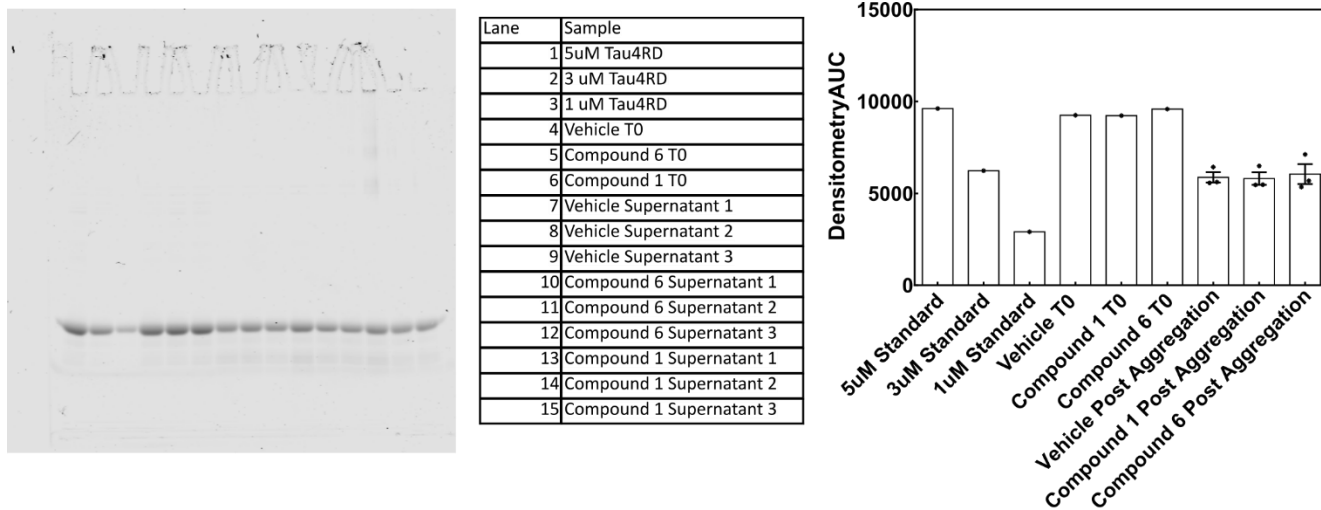 Lane Sample
1 5uM Tau4RD
2 3 uM Tau4RD
3 1 uM Tau4RD
4 Vehicle T0
5 Compound 6 T0
6 Compound 1 T0
7 Vehicle Supernatant 1
8 Vehicle Supernatant 2
9 Vehicle Supernatant 3
10 Compound 6 Supernatant 1
11 Compound 6 Supernatant 2
12 Compound 6 Supernatant 3
13 Compound 1 Supernatant 1
14 Compound 1 Supernatant 2
15 Compound 1 Supernatant 3
DensitometryAUC
15000
10000
5000
0
5uM Standard
3uM Standard
1uM Standard
Vehicle T0
Compound 1 T0
Compound 6 T0
Vehicle Post Aggregation
Compound 1 Post Aggregation
Compound 6 Post Aggregation